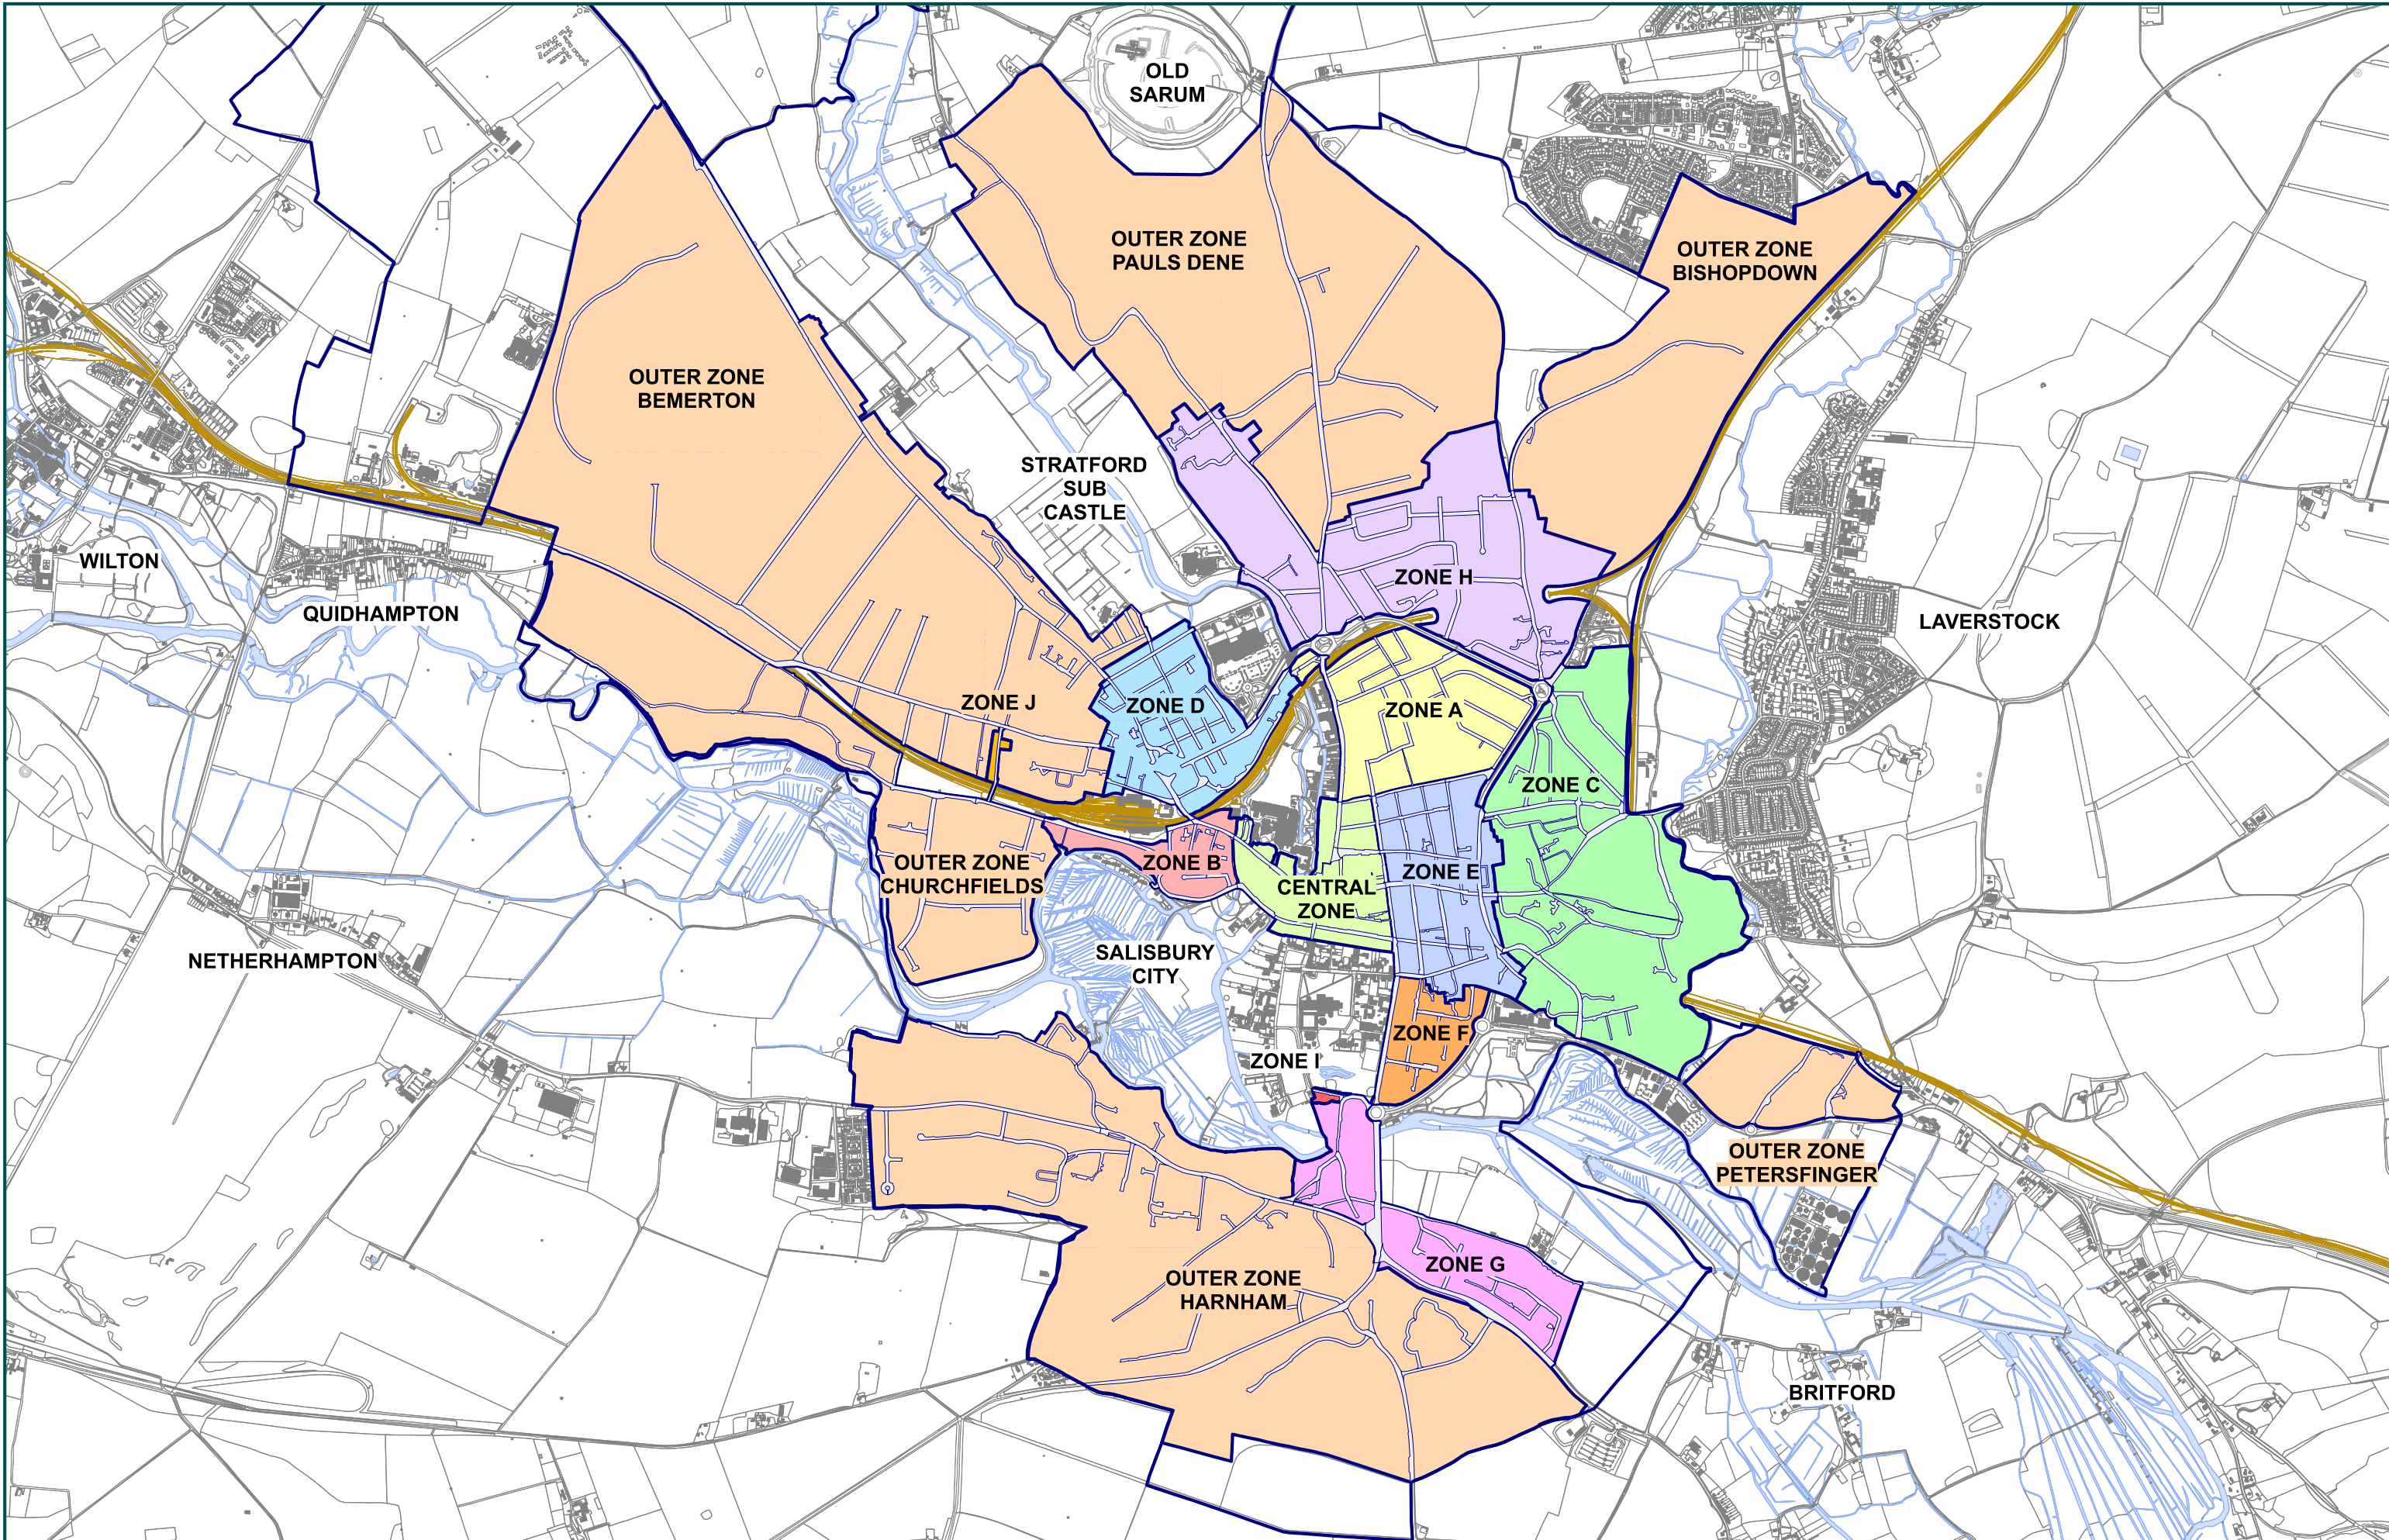 OLD
SARUM
OUTER ZONE
PAULS DENE
OUTER ZONE
BISHOPDOWN
OUTER ZONE
BEMERTON
STRATFORD
SUB
CASTLE
WILTON
QUIDHAMPTON
ZONE H
LAVERSTOCK
ZONE J
ZONE D
ZONE A
ZONE C
OUTER ZONE
CHURCHFIELDS
ZONE B
CENTRAL
ZONE
ZONE E
NETHERHAMPTON
SALISBURY
CITY
ZONE F
ZONE I
OUTER ZONE
PETERSFINGER
ZONE G
OUTER ZONE
HARNHAM
BRITFORD